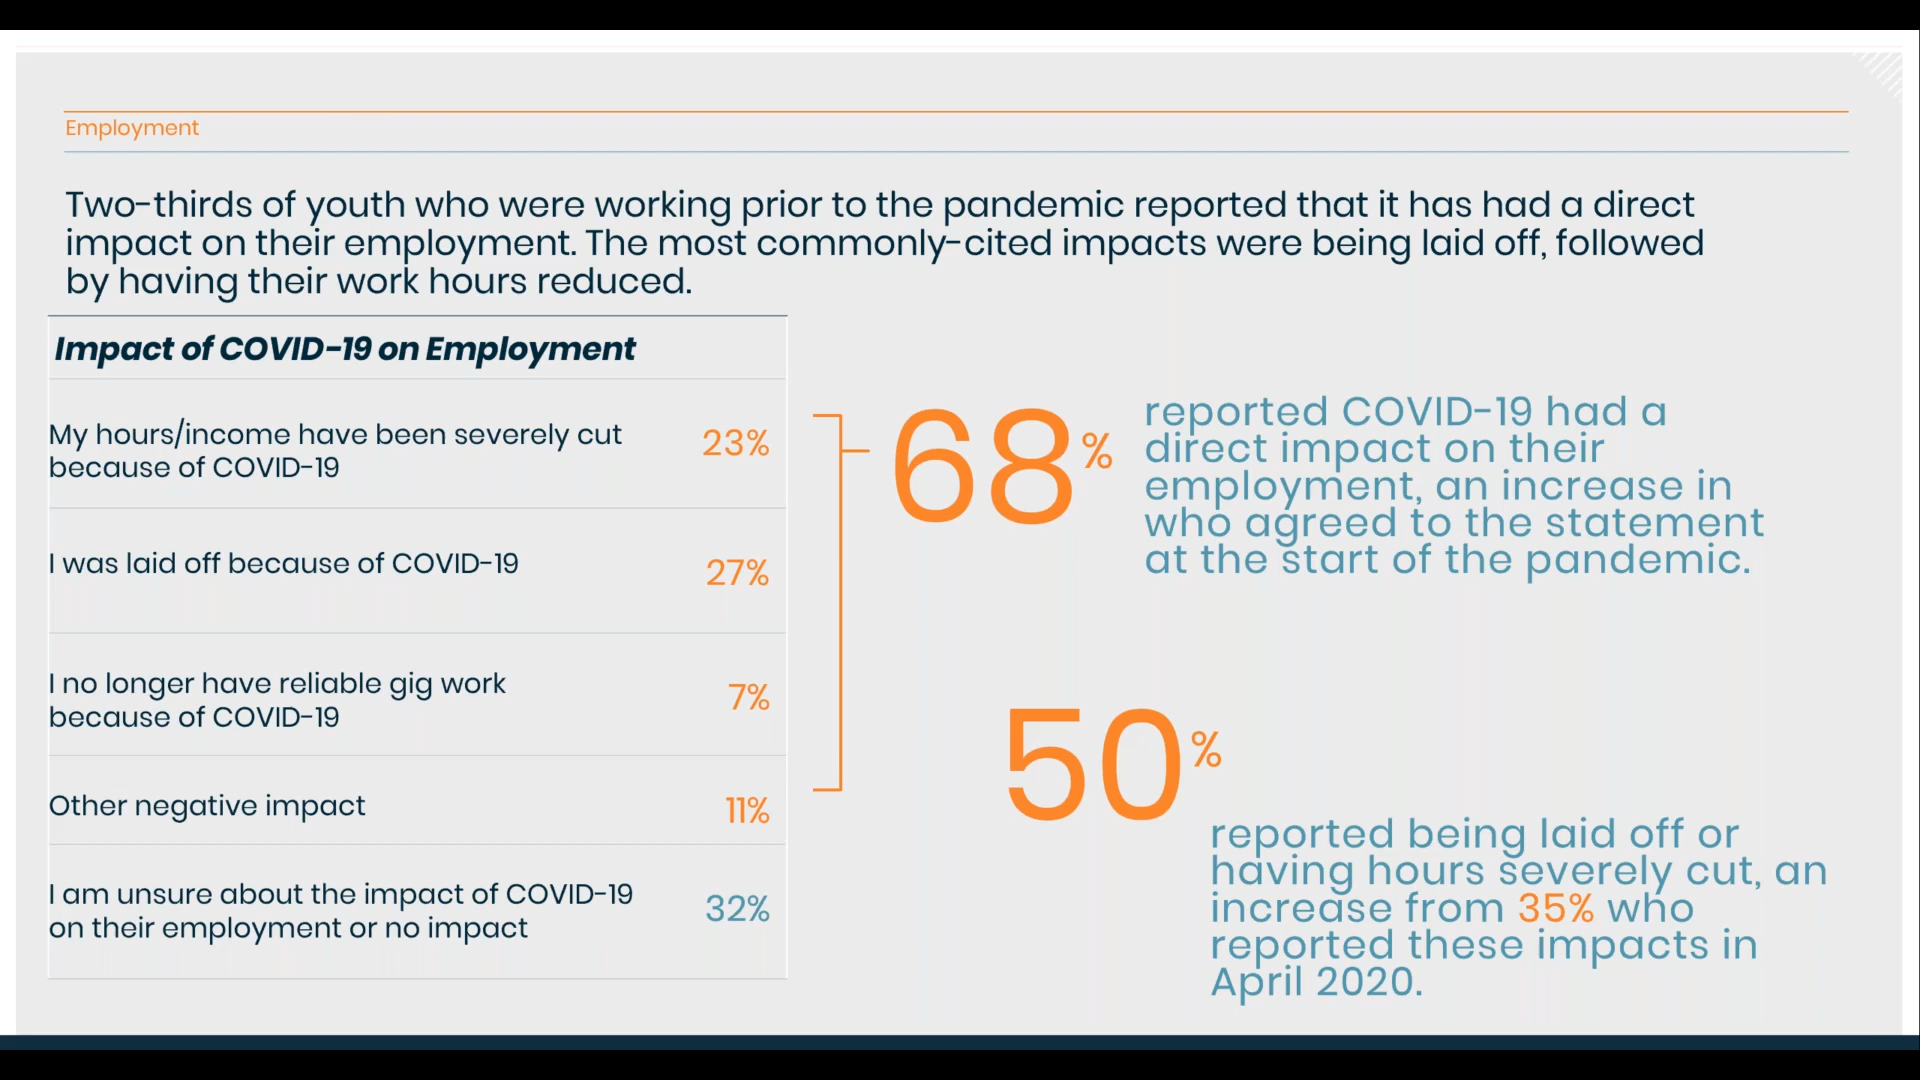 Employment
Two-thirds of youth who were working prior to the pandemic reported that it has had a direct
impact on their employment. The most commonly-cited impacts were being laid off, followed
by having their work hours reduced.
Impact of COVID-19 on Employment
My hours/income have been severely cut
because of COVID-19
23%
I was laid off because of COVID-19
27%
I no longer have reliable gig work
because of COVID-19
7%
Other negative impact
11%
I am unsure about the impact of COVID-19
on their employment or no impact
32%
68%
reported COVID-19 had a
direct impact on their
employment, an increase in
who agreed to the statement
at the start of the pandemic.
50%
reported being laid off or
having hours severely cut, an
increase from 35% who
reported these impacts in
April 2020.